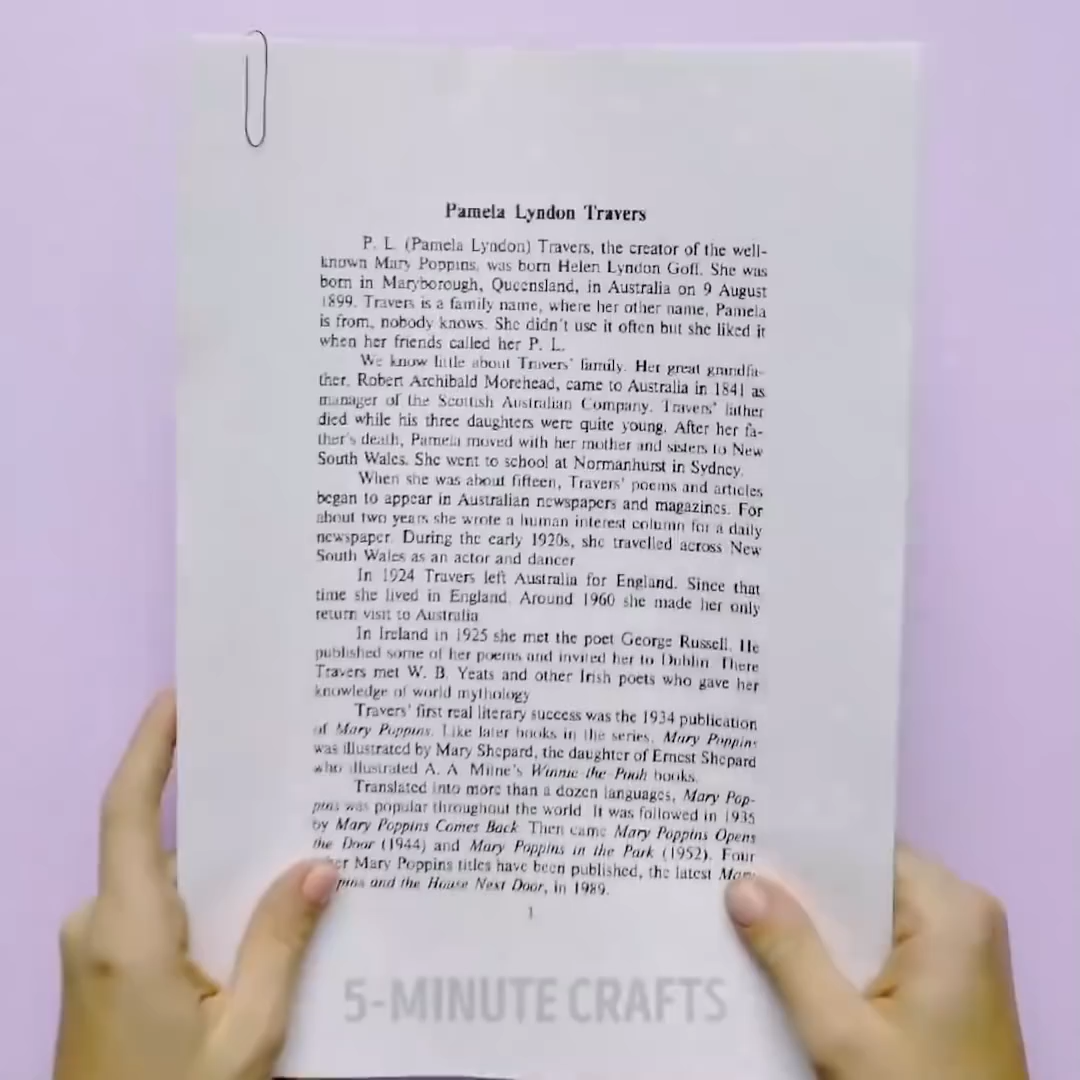 Pamela Lyndon Travers
P. L. (Pamela Lyndon) Travers, the creator of the well-
known Mary Poppins, was born Helen Lyndon Goff. She was
born in Maryborough, Queensland, in Australia on 9 August
1899. Travers is a family name, where her other name, Pamela
is from, nobody knows. She didn't use it often but she liked it
when her friends called her P. L.
We know little about Travers' family. Her great grandfa-
ther, Robert Archibald Morehead, came to Australia in 1841 as
manager of the Scottish Australian Company. Travers' father
died while his three daughters were quite young. After her fa-
ther's death, Pamela moved with her mother and sisters to New
South Wales. She went to school at Normanhurst in Sydney.
When she was about fifteen, Travers' poems and articles
began to appear in Australian newspapers and magazines. For
about two years she wrote a human interest column for a daily
newspaper. During the early 1920s, she travelled across New
South Wales as an actor and dancer
In 1924 Travers left Australia for England. Since that
time she lived in England. Around 1960 she made her only
return visit to Australia
In Ireland in 1925 she met the poet George Russell. He
published some of her poems and invited her to Dublin. There
Travers met W. B. Yeats and other Irish poets who gave her
knowledge of world mythology
Travers' first real literary success was the 1934 publication
of Mary Poppins. Like later books in the series, Mary Poppins
was illustrated by Mary Shepard, the daughter of Ernest Shepard
who illustrated A. A. Milne's Winnie-the-Pooh books.
Translated into more than a dozen languages, Mary Pop-
pins was popular throughout the world. It was followed in 1935
by Mary Poppins Comes Back. Then came Mary Poppins Opens
the Door (1944) and Mary Poppins in the Park (1952). Four
Mary Poppins titles have been published, the latest Mary
and the House Next Door, in 1989.
1
5-MINUTE CRAFTS